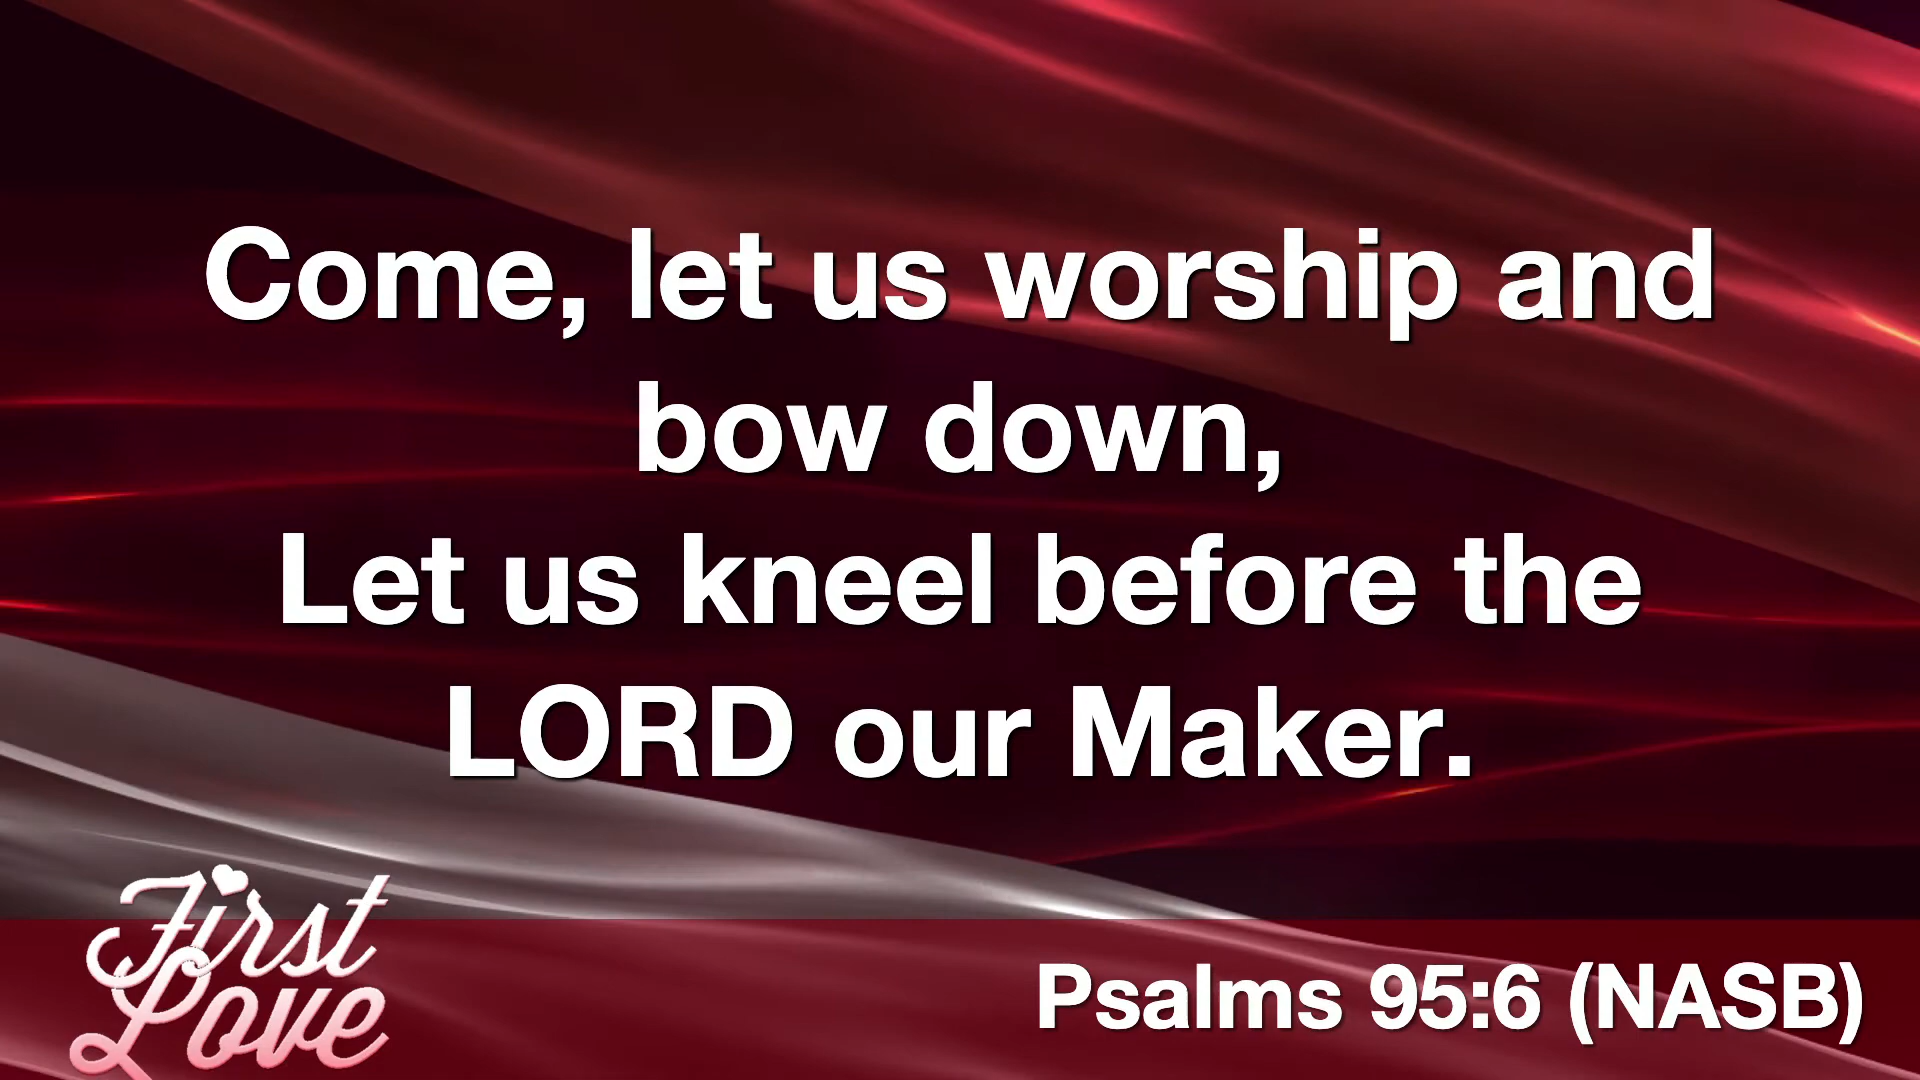 Come, let us worship and
bow down,
Let us kneel before the
LORD our Maker.
First
Love
Psalms 95:6 (NASB)